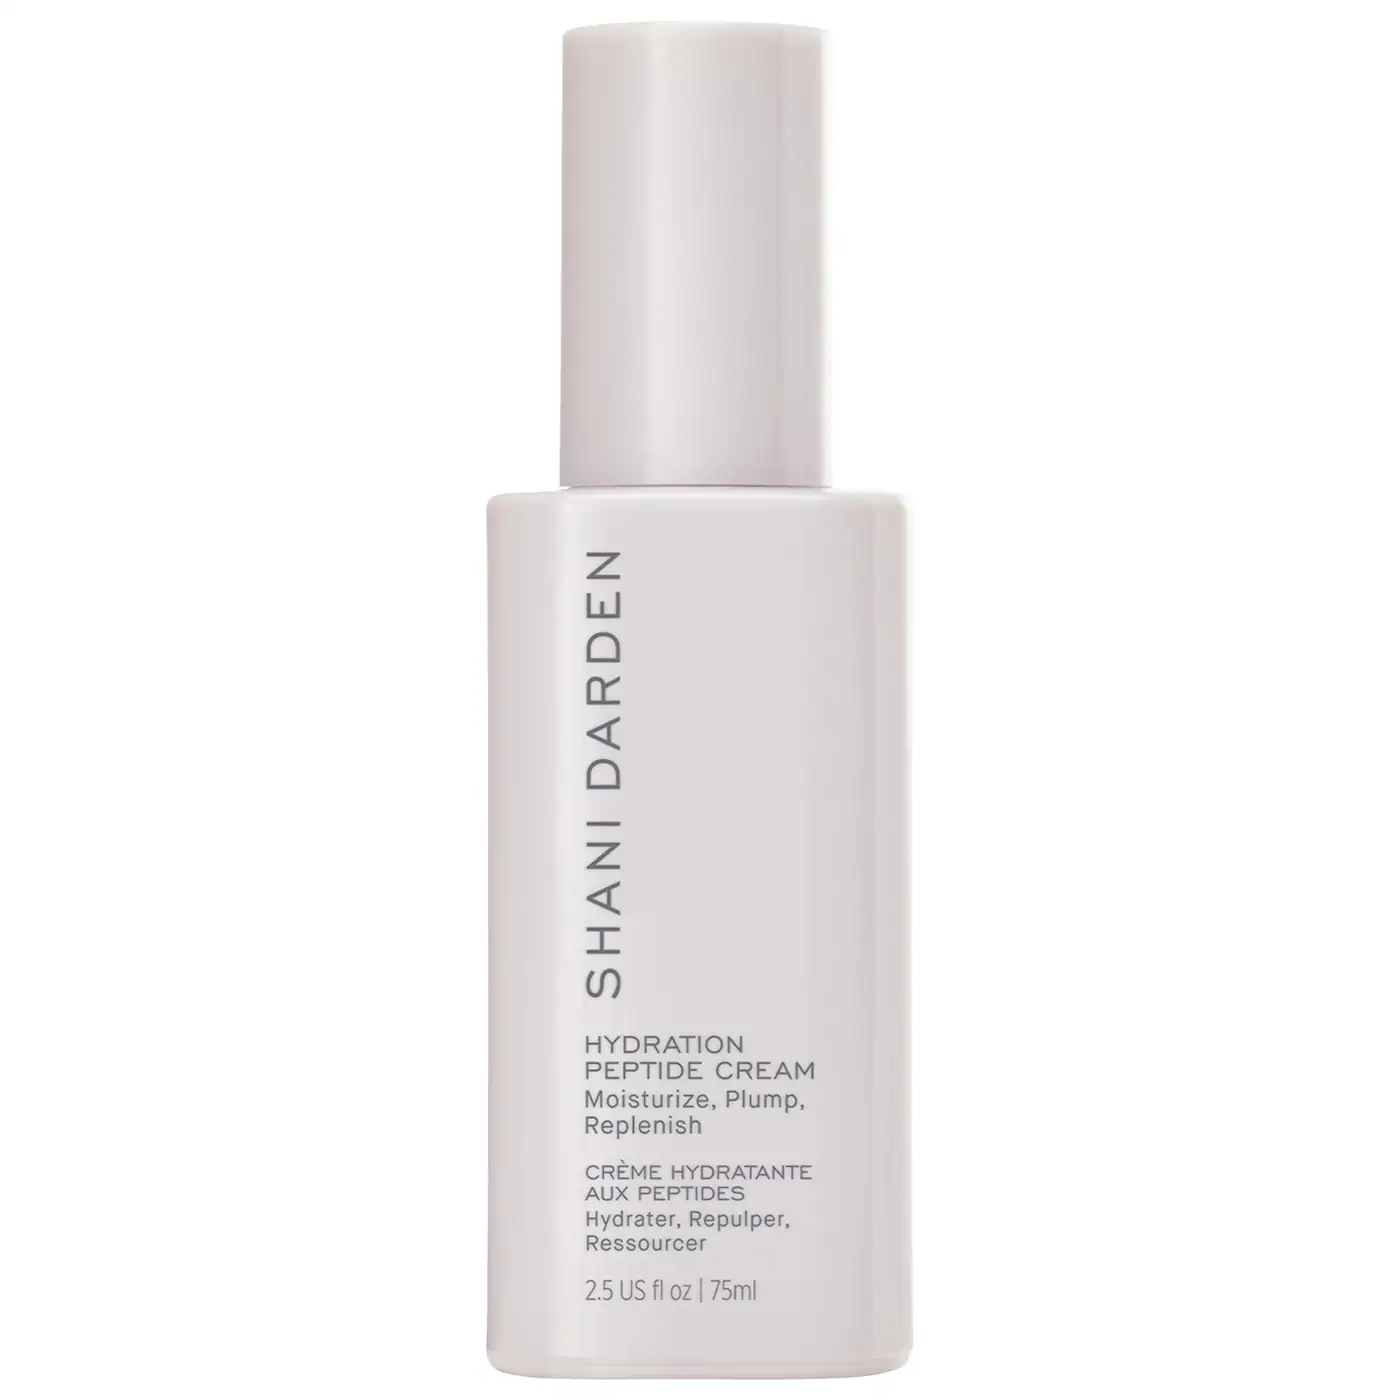 SHANI DARDEN
HYDRATION
PEPTIDE CREAM
Moisturize, Plump,
Replenish
CRÈME HYDRATANTE
AUX PEPTIDES
Hydrater, Repulper,
Ressourcer
2.5 US fl oz | 75ml